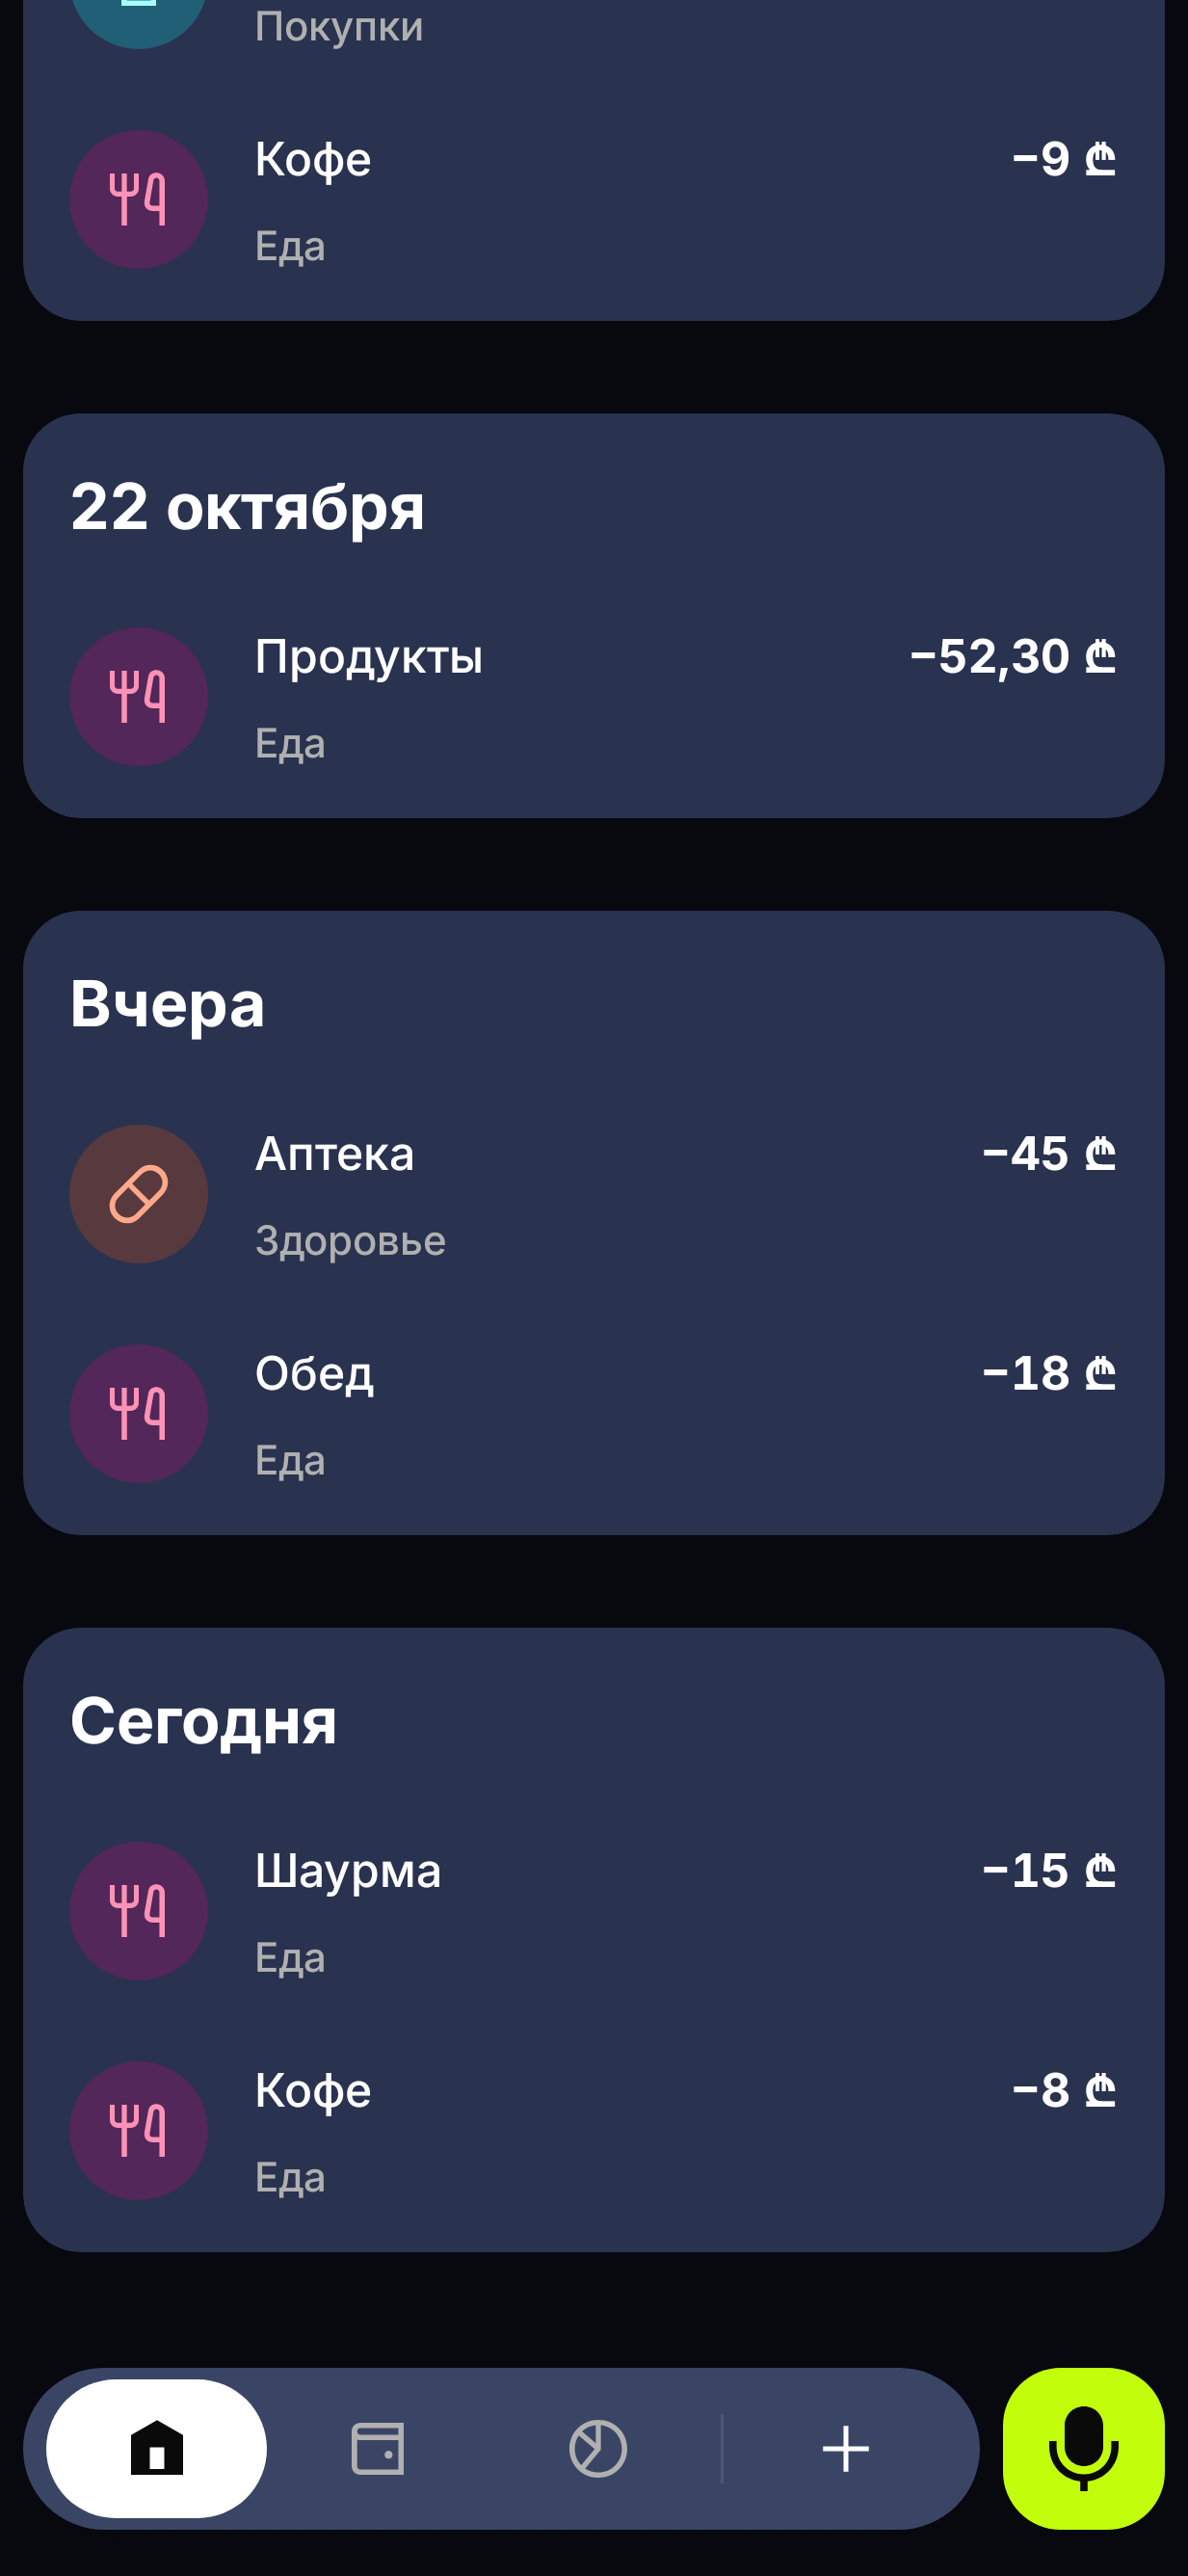 Покупки
Кофе −9 ₾
Еда
22 октября
Продукты −52,30 ₾
Еда
Вчера
Аптека −45 ₾
Здоровье
Обед −18 ₾
Еда
Сегодня
Шаурма −15 ₾
Еда
Кофе −8 ₾
Еда